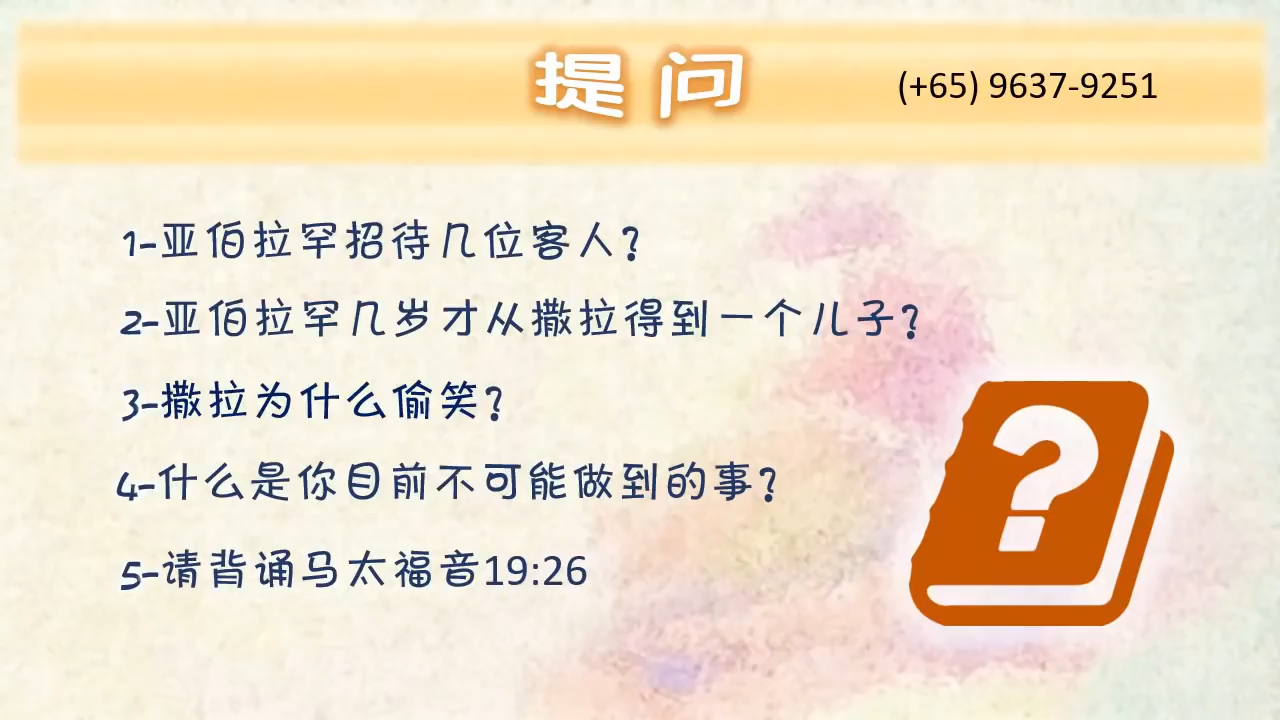 提问
(+65) 9637-9251
1-亚伯拉罕招待几位客人?
2-亚伯拉罕几岁才从撒拉得到一个儿子?
3-撒拉为什么偷笑?
4-什么是你目前不可能做到的事?
5-请背诵马太福音19:26
?